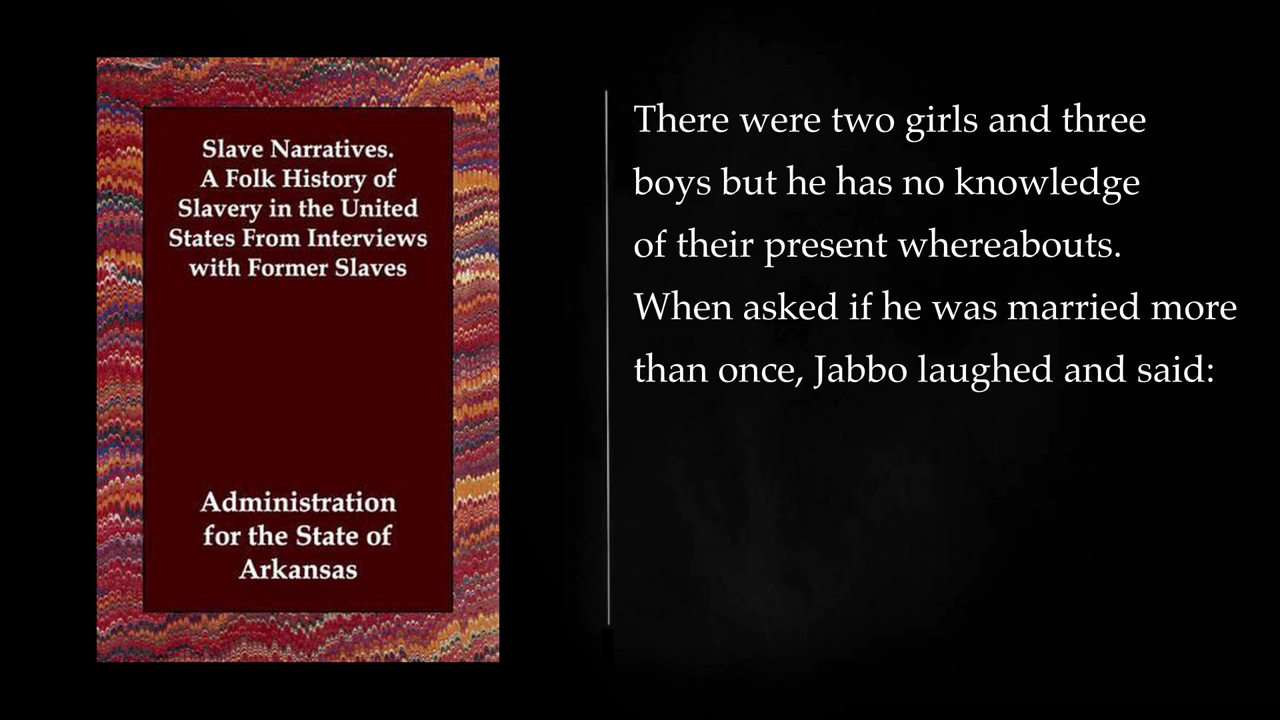 Slave Narratives.
A Folk History of
Slavery in the United
States From Interviews
with Former Slaves
Administration
for the State of
Arkansas
There were two girls and three
boys but he has no knowledge
of their present whereabouts.
When asked if he was married more
than once, Jabbo laughed and said: